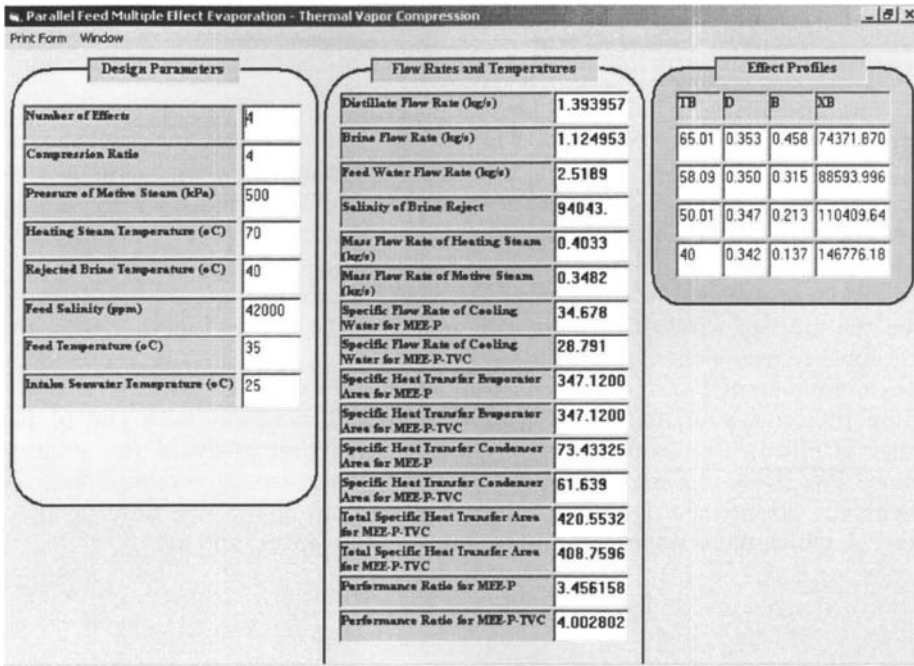 Parallel Feed Multiple Effect Evaporation - Thermal Vapor Compression
Print Form Window
Design Parameters
Number of Effects 4
Compression Ratio 4
Pressure of Motive Steam (kPa) 500
Heating Steam Temperature (oC) 70
Rejected Brine Temperature (oC) 40
Feed Salinity (ppm) 42000
Feed Temperature (oC) 35
Intake Seewater Temeprature (oC) 25
Flow Rates and Temperatures
Distillate Flow Rate (kg/s) 1.393957
Brine Flow Rate (kg/s) 1.124953
Feed Water Flow Rate (kg/s) 2.5189
Salinity of Brine Reject 94043.
Mass Flow Rate of Heating Steam
(kg/s) 0.4033
Mass Flow Rate of Motive Steam
(kg/s) 0.3482
Specific Flow Rate of Cooling
Water for MEE-P 34.678
Specific Flow Rate of Cooling
Water for MEE-P-TVC 28.791
Specific Heat Transfer Evaporator
Area for MEE-P 347.1200
Specific Heat Transfer Evaporator
Area for MEE-P-TVC 347.1200
Specific Heat Transfer Condenser
Area for MEE-P 73.43325
Specific Heat Transfer Condenser
Area for MEE-P-TVC 61.639
Total Specific Heat Transfer Area
for MEE-P 420.5532
Total Specific Heat Transfer Area
for MEE-P-TVC 408.7596
Performance Ratio for MEE-P 3.456158
Performance Ratio for MEE-P-TVC 4.002802
Effect Profiles
TB D B XB
65.01 0.353 0.458 74371.870
58.09 0.350 0.315 88593.996
50.01 0.347 0.213 110409.64
40 0.342 0.137 146776.18